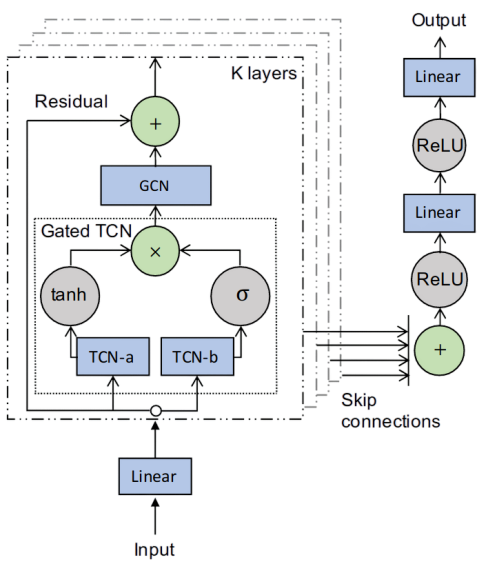 Output
Linear
ReLU
Linear
ReLU
+
Skip
connections
K layers
Residual
+
GCN
Gated TCN
×
tanh
σ
TCN-a
TCN-b
Linear
Input